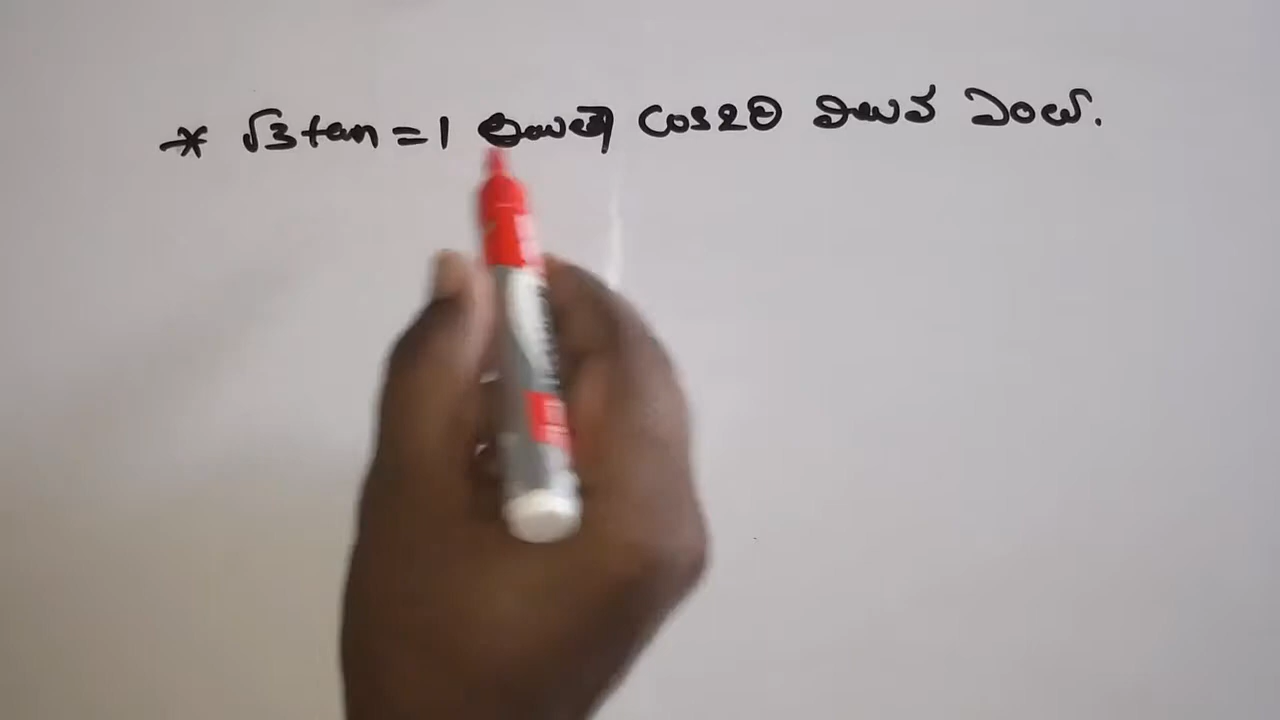 * √3 tan = 1 అయితే cos2θ విలువ ఎంత.